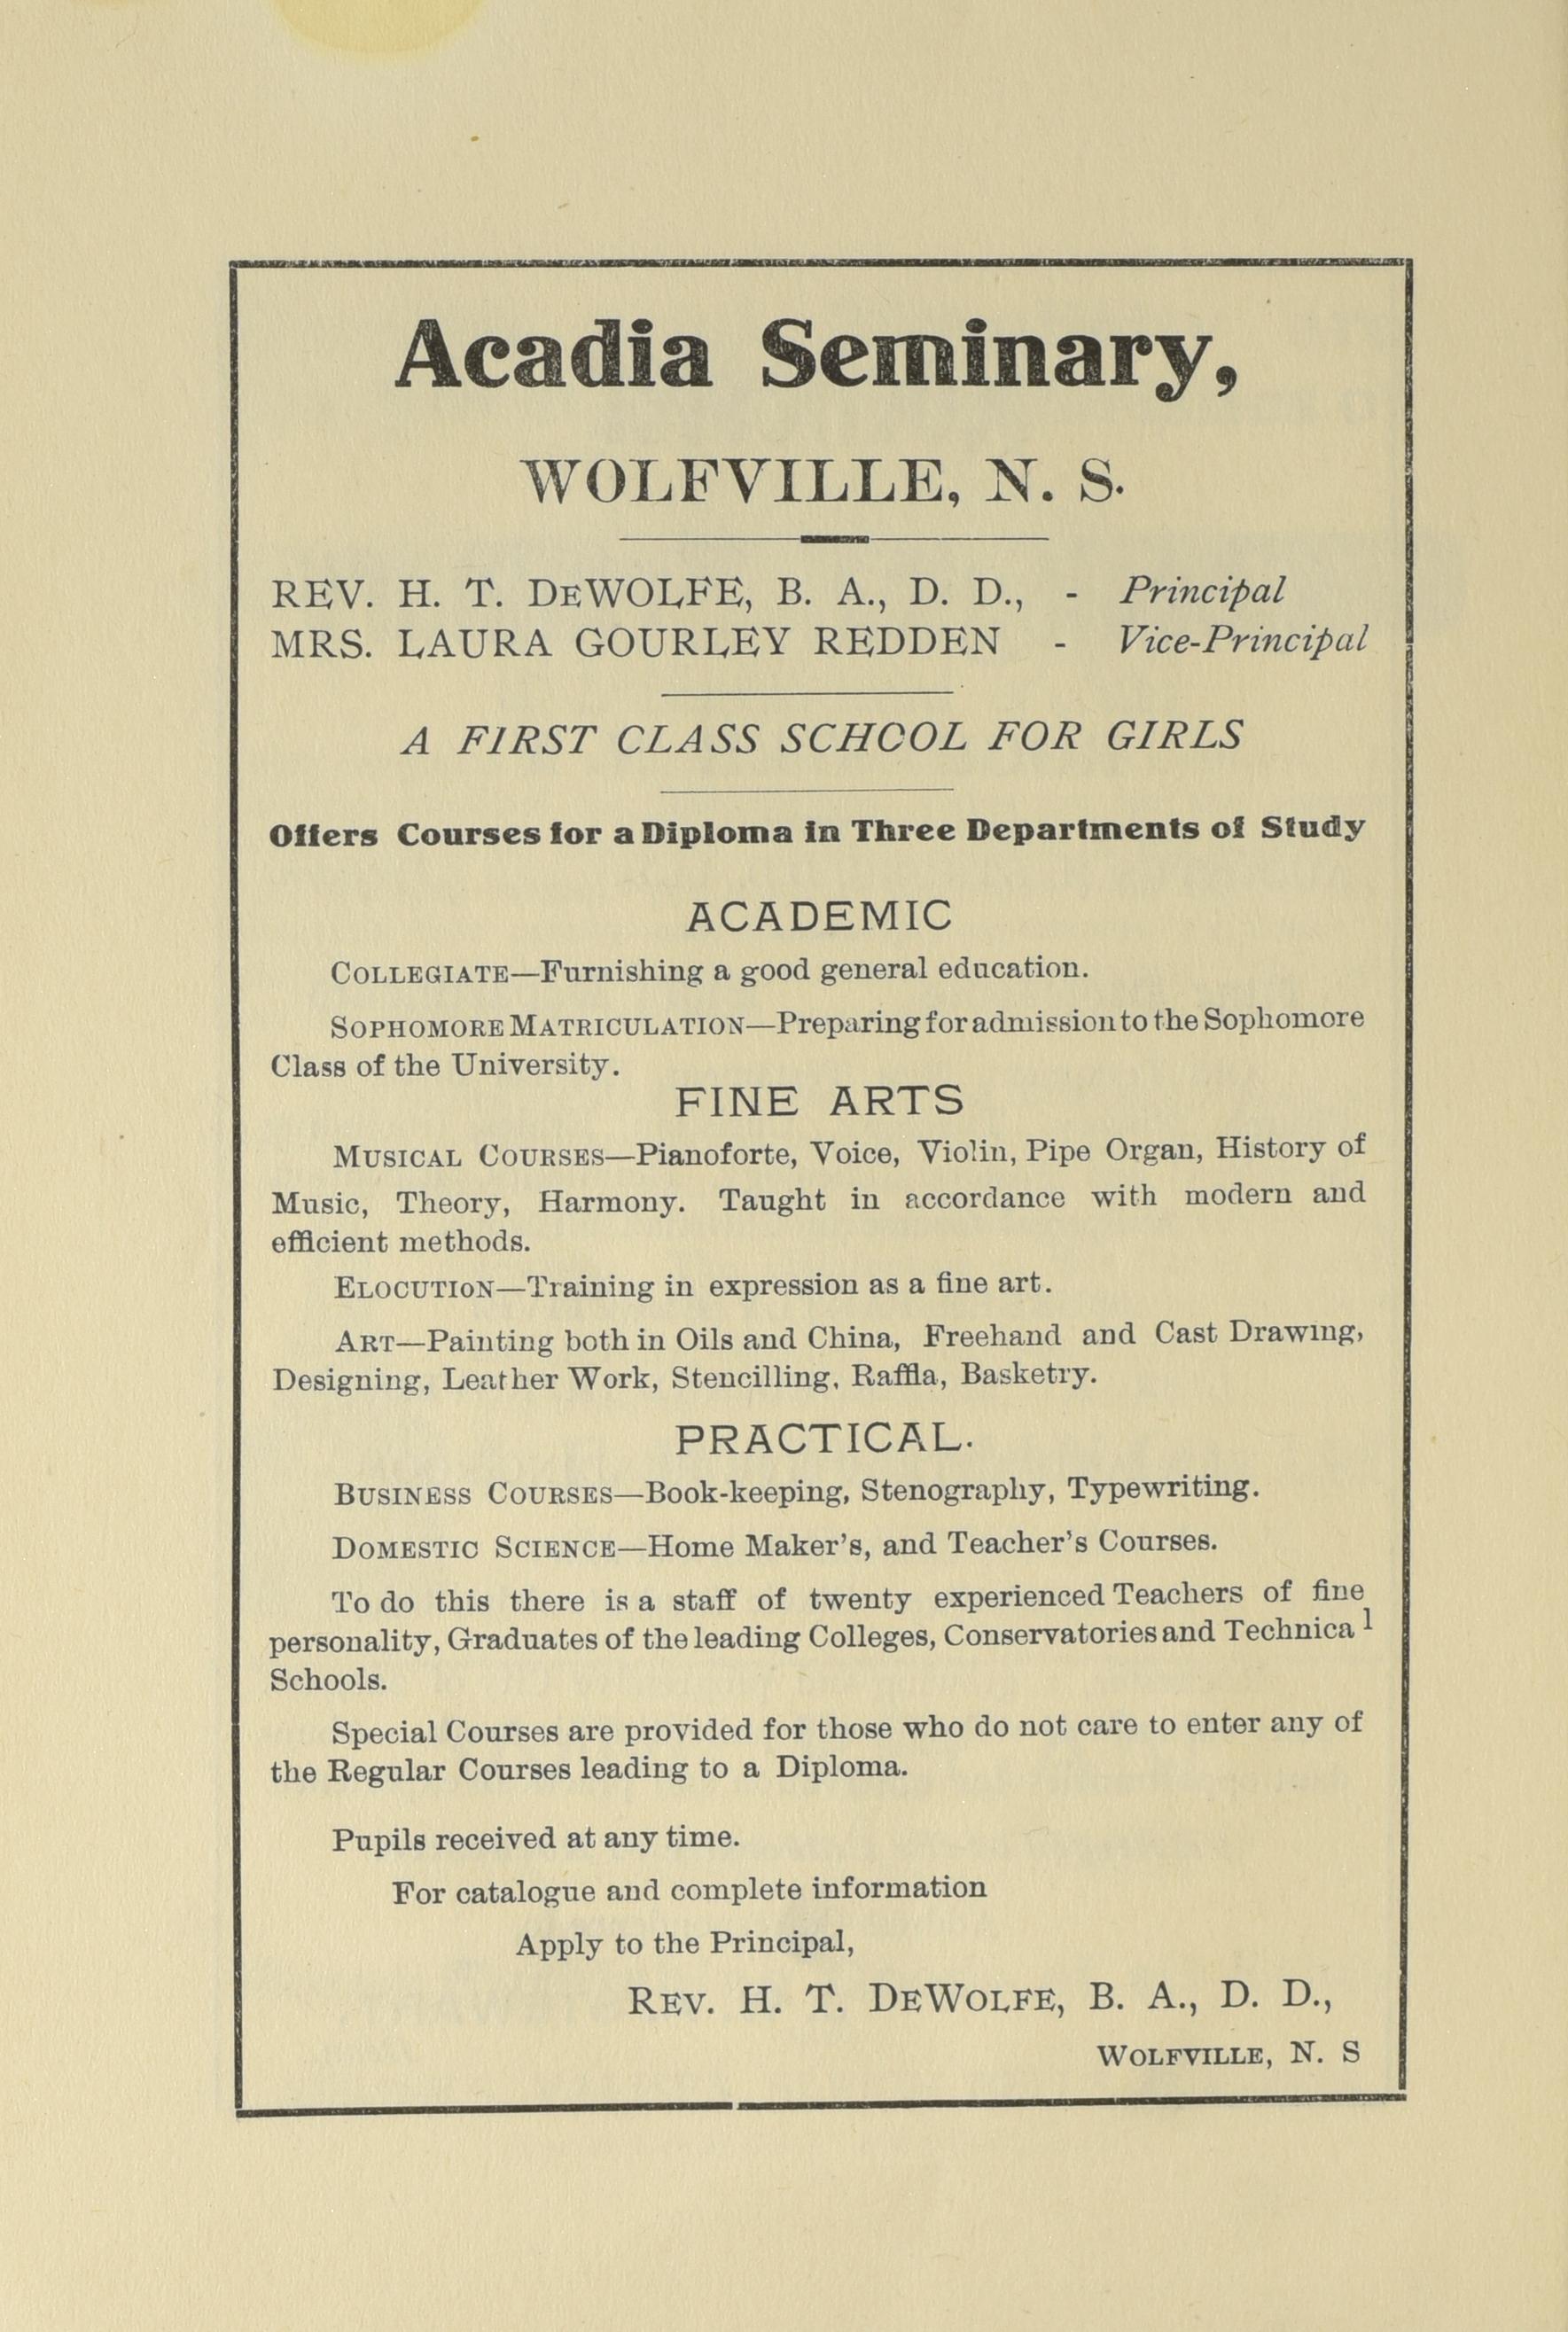 Acadia Seminary,
WOLFVILLE, N. S.
REV. H. T. DEWOLFE, B. A., D. D., - Principal
MRS. LAURA GOURLEY REDDEN - Vice-Principal
A FIRST CLASS SCHOOL FOR GIRLS
Offers Courses for a Diploma in Three Departments of Study
ACADEMIC
COLLEGIATE—Furnishing a good general education.
SOPHOMORE MATRICULATION—Preparing for admission to the Sophomore
Class of the University.
FINE ARTS
MUSICAL COURSES—Pianoforte, Voice, Violin, Pipe Organ, History of
Music, Theory, Harmony. Taught in accordance with modern and
efficient methods.
ELOCUTION—Training in expression as a fine art.
ART—Painting both in Oils and China, Freehand and Cast Drawing,
Designing, Leather Work, Stencilling, Raffla, Basketry.
PRACTICAL.
BUSINESS COURSES—Book-keeping, Stenography, Typewriting.
DOMESTIC SCIENCE—Home Maker's, and Teacher's Courses.
To do this there is a staff of twenty experienced Teachers of fine
personality, Graduates of the leading Colleges, Conservatories and Technica l
Schools.
Special Courses are provided for those who do not care to enter any of
the Regular Courses leading to a Diploma.
Pupils received at any time.
For catalogue and complete information
Apply to the Principal,
REV. H. T. DEWOLFE, B. A., D. D.,
WOLFVILLE, N. S